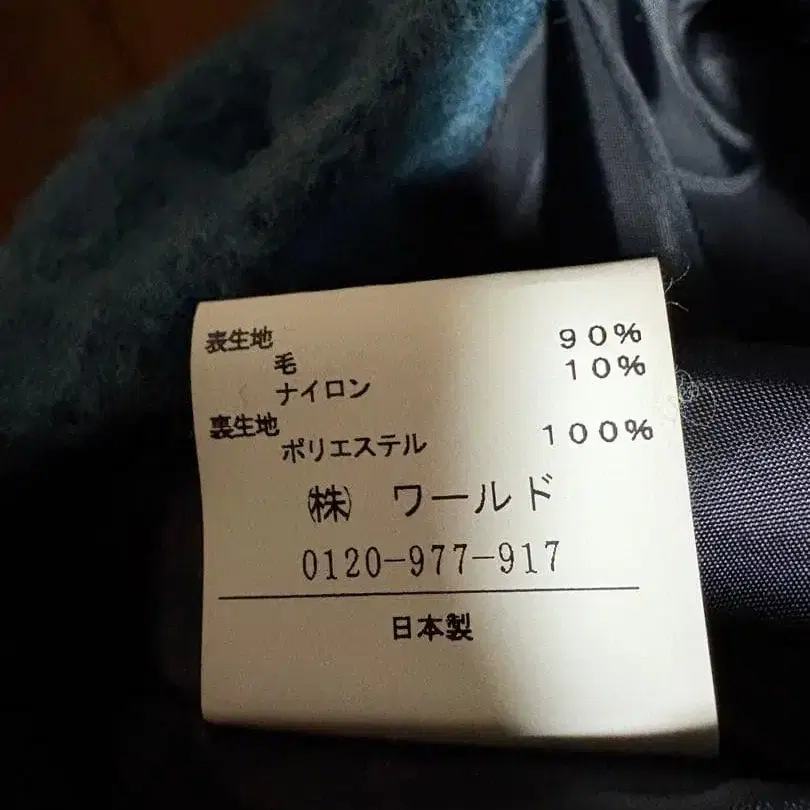 表生地
毛 90%
ナイロン 10%
裏生地
ポリエステル 100%
㈱ ワールド
0120-977-917
日本製